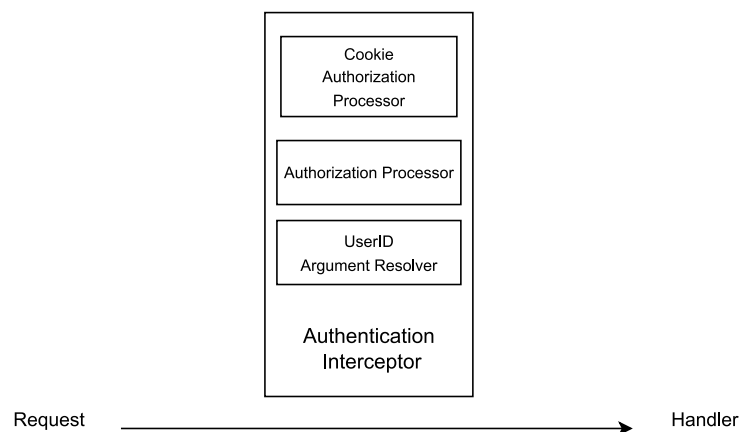 Cookie
Authorization
Processor
Authorization Processor
UserID
Argument Resolver
Authentication
Interceptor
Request
Handler